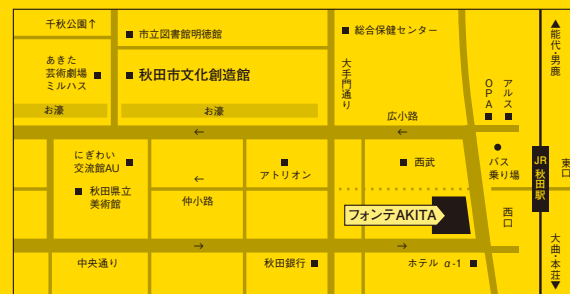 千秋公園↑
市立図書館明徳館
総合保健センター
▲能代・男鹿
あきた
芸術劇場
ミルハス
秋田市文化創造館
大手門通り
アルス
OPA
お濠
お濠
広小路
←
←
にぎわい
交流館AU
アトリオン
西武
バス
乗り場
JR秋田駅
東口
←
秋田県立
美術館
仲小路
フォンテAKITA
西口
→
→
中央通り
秋田銀行
ホテル α-1
大曲・本荘▼